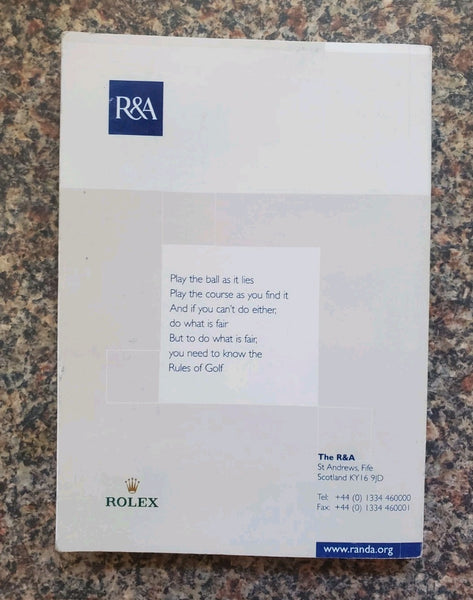 R&A
Play the ball as it lies
Play the course as you find it
And if you can't do either,
do what is fair
But to do what is fair,
you need to know the
Rules of Golf
ROLEX
The R&A
St Andrews, Fife
Scotland KY16 9JD
Tel: +44 (0) 1334 460000
Fax: +44 (0) 1334 460001
www.randa.org